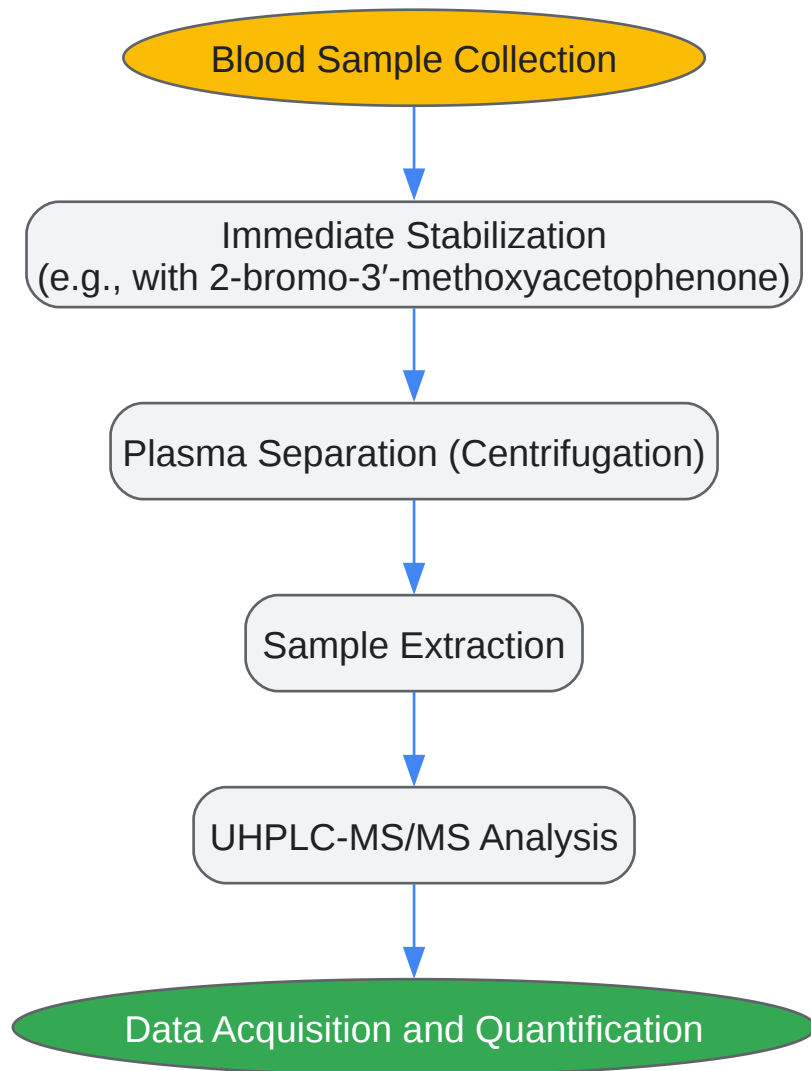 Blood Sample Collection
Immediate Stabilization
(e.g., with 2-bromo-3′-methoxyacetophenone)
Plasma Separation (Centrifugation)
Sample Extraction
UHPLC-MS/MS Analysis
Data Acquisition and Quantification